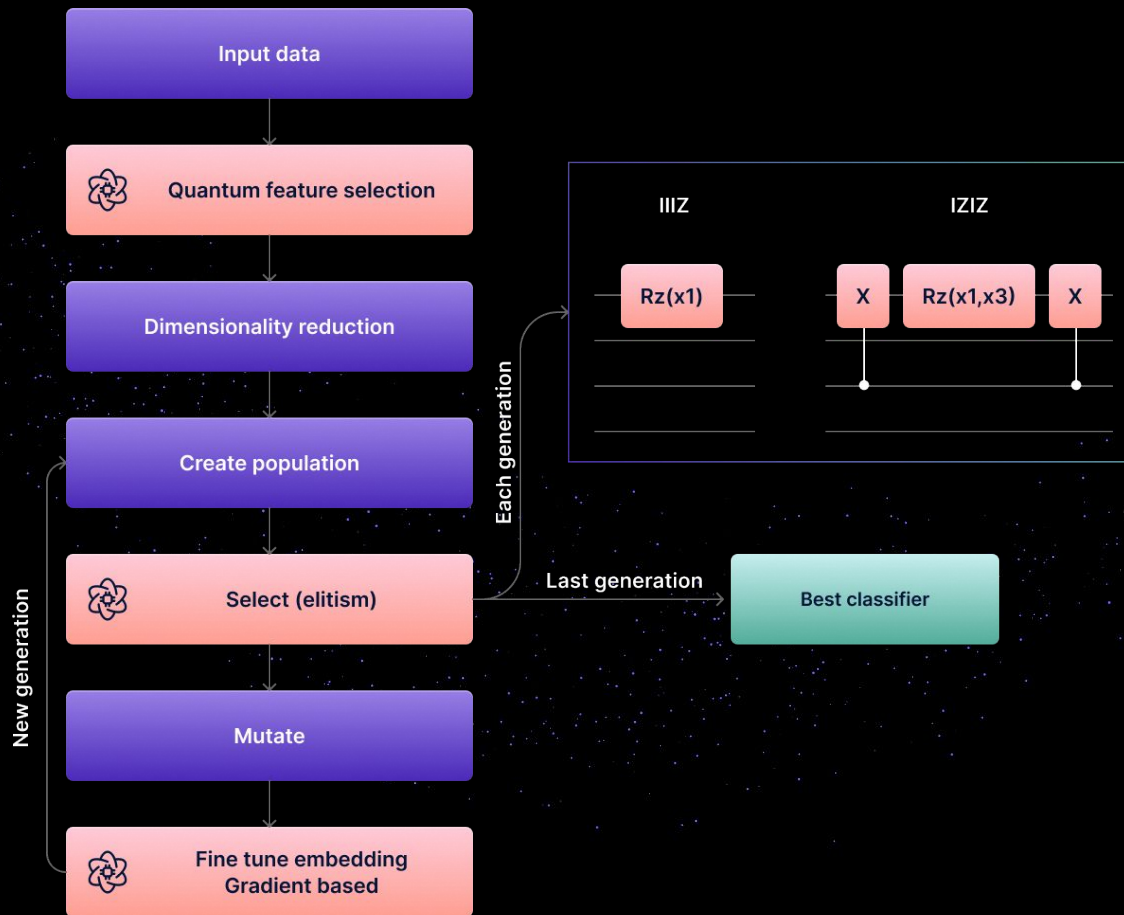 Input data
Quantum feature selection
Dimensionality reduction
Create population
Select (elitism)
Mutate
Fine tune embedding
Gradient based
New generation
Each generation
Last generation
Best classifier
IIIZ
Rz(x1)
IZIZ
X
Rz(x1,x3)
X